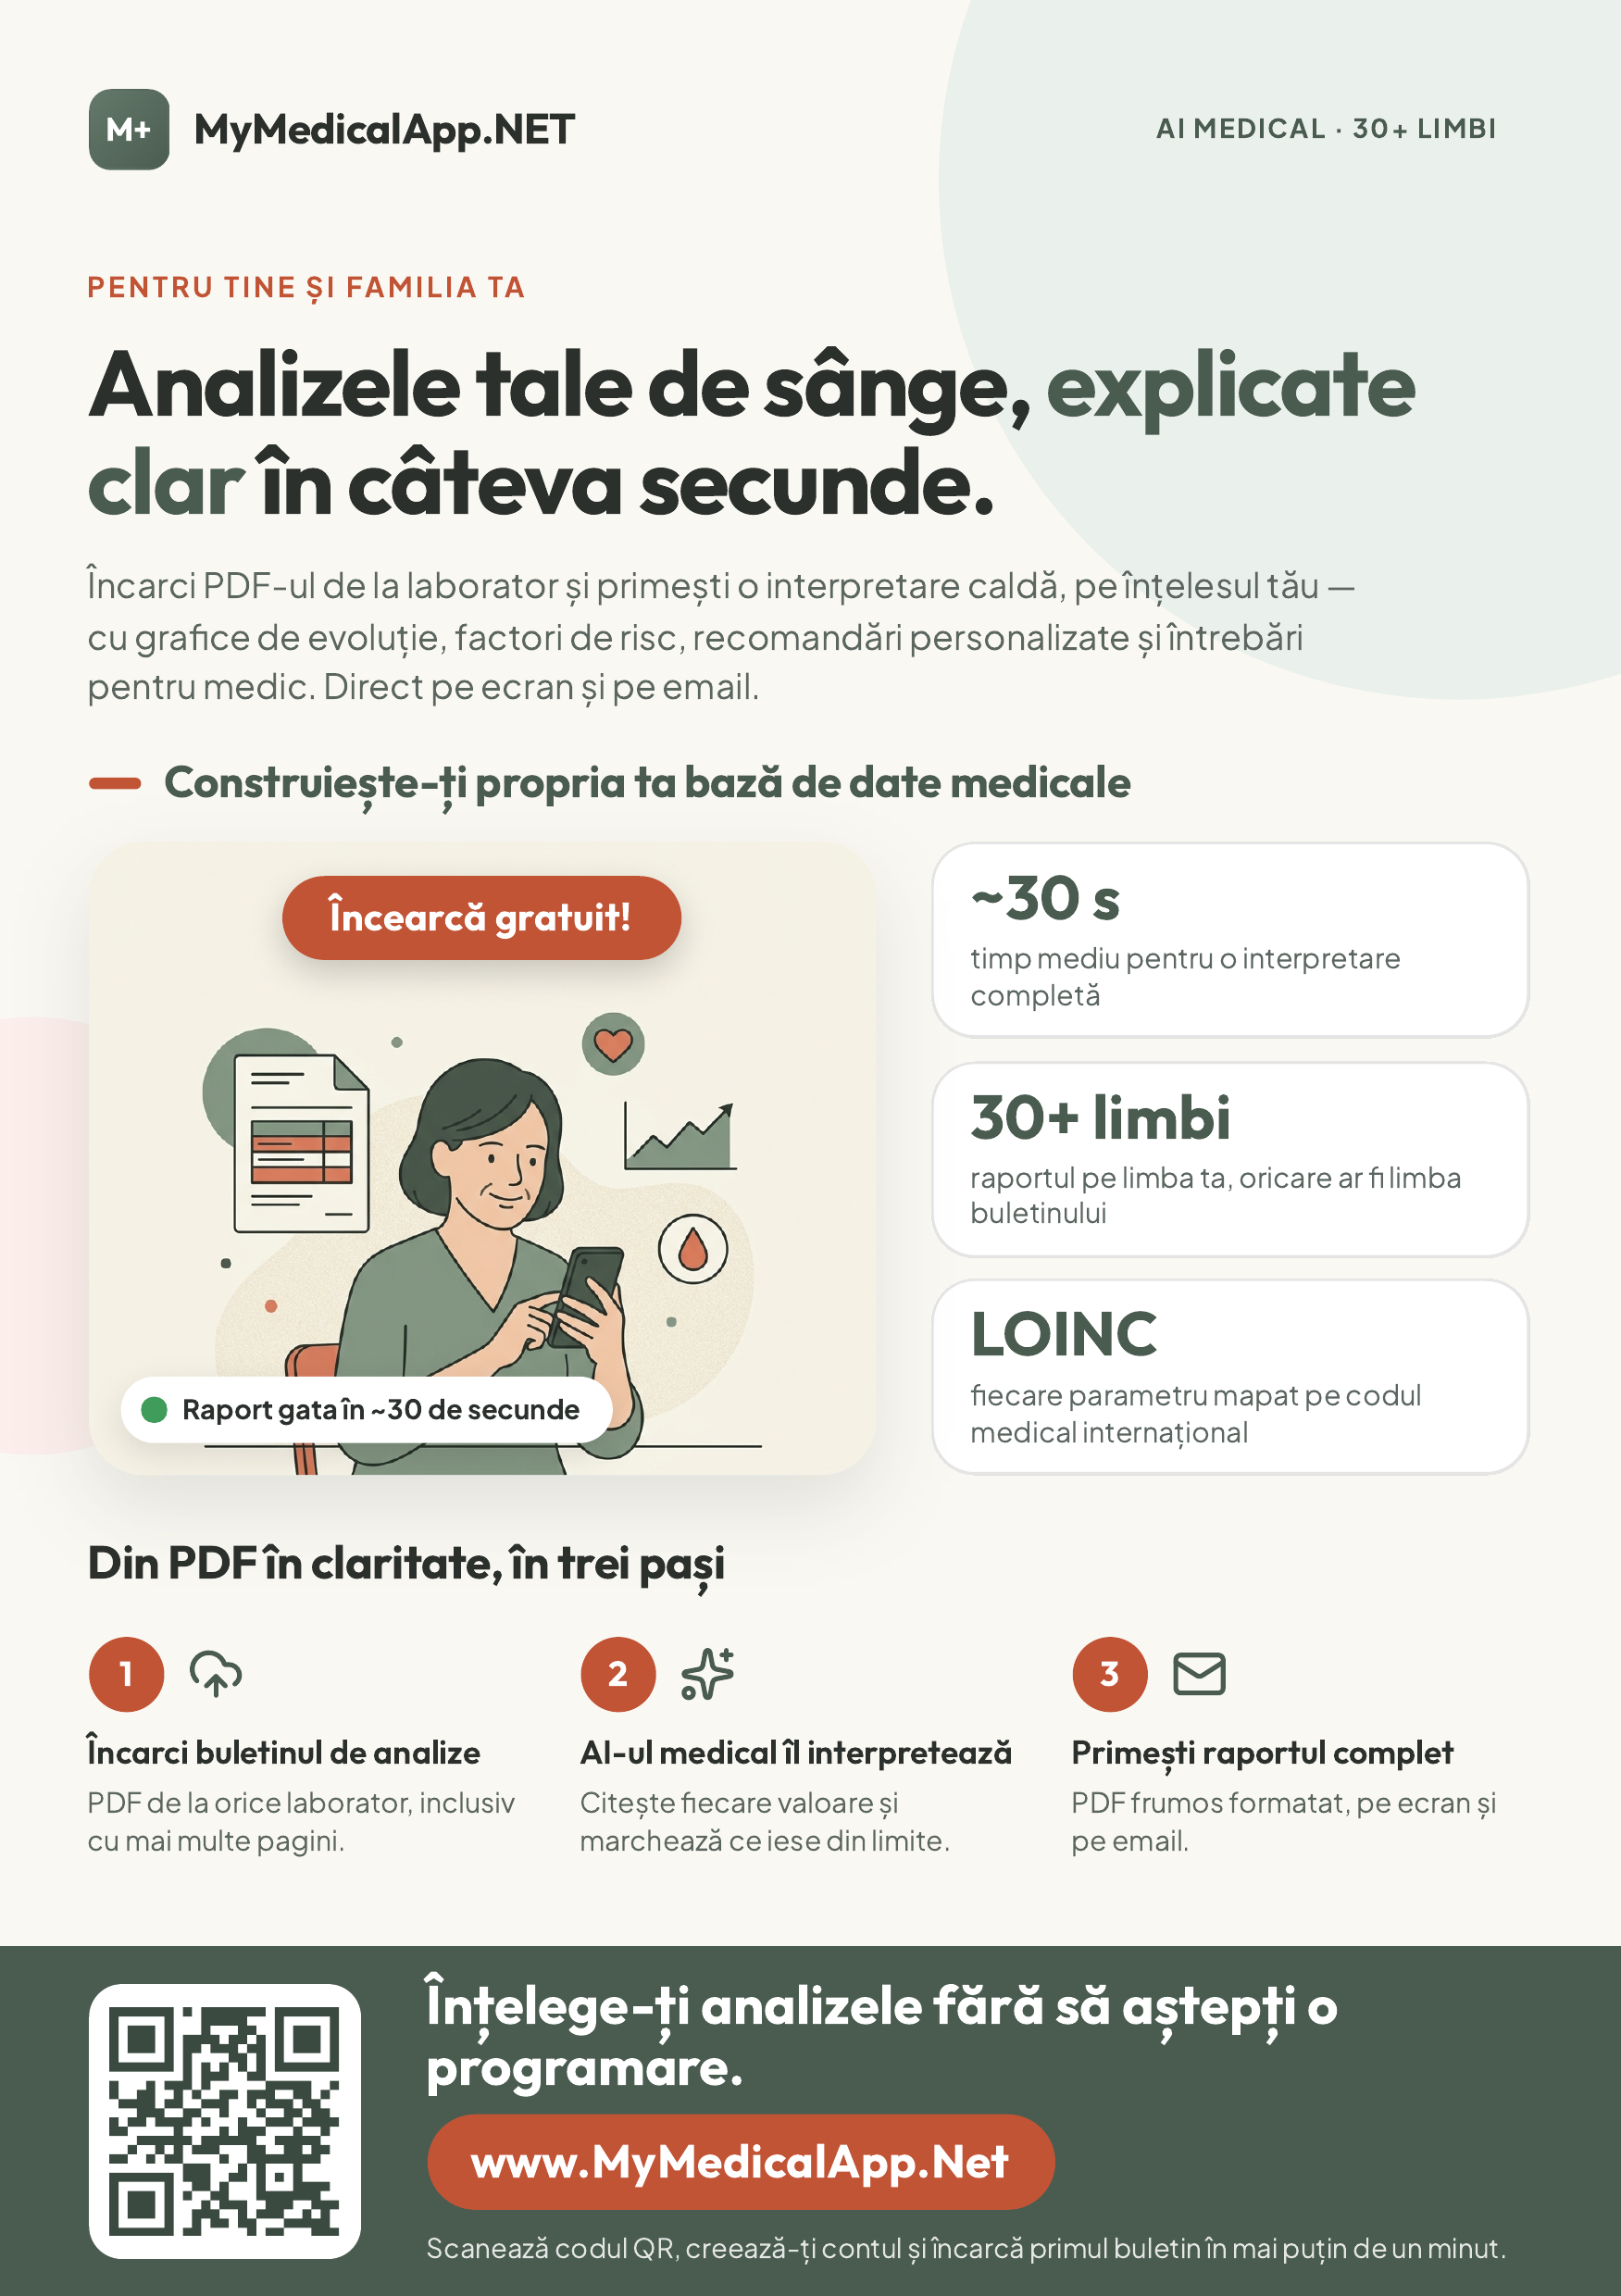 M+ MyMedicalApp.NET
AI MEDICAL · 30+ LIMBI
PENTRU TINE ȘI FAMILIA TA
Analizele tale de sânge, explicate
clar în câteva secunde.
Încarci PDF-ul de la laborator și primești o interpretare caldă, pe înțelesul tău —
cu grafice de evoluție, factori de risc, recomandări personalizate și întrebări
pentru medic. Direct pe ecran și pe email.
Construiește-ți propria ta bază de date medicale
Încearcă gratuit!
Raport gata în ~30 de secunde
~30 s
timp mediu pentru o interpretare
completă
30+ limbi
raportul pe limba ta, oricare ar fi limba
buletinului
LOINC
fiecare parametru mapat pe codul
medical internațional
Din PDF în claritate, în trei pași
1
Încarci buletinul de analize
PDF de la orice laborator, inclusiv
cu mai multe pagini.
2
AI-ul medical îl interpretează
Citește fiecare valoare și
marchează ce iese din limite.
3
Primești raportul complet
PDF frumos formatat, pe ecran și
pe email.
Înțelege-ți analizele fără să aștepți o
programare.
www.MyMedicalApp.Net
Scanează codul QR, creează-ți contul și încarcă primul buletin în mai puțin de un minut.